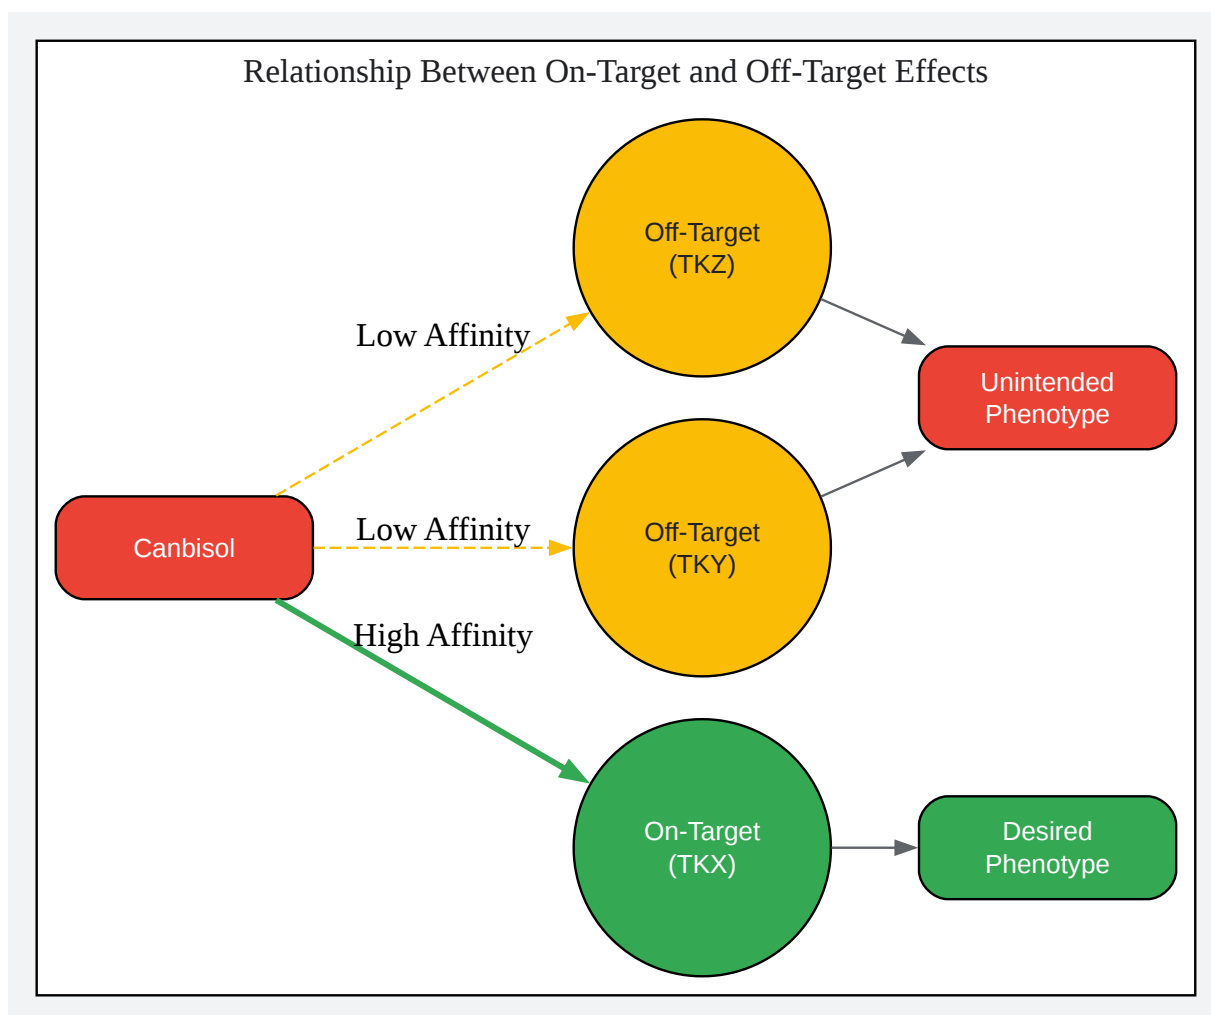 Relationship Between On-Target and Off-Target Effects
Off-Target
(TKZ)
Low Affinity
Unintended
Phenotype
Canbisol
Low Affinity
Off-Target
(TKY)
High Affinity
On-Target
(TKX)
Desired
Phenotype